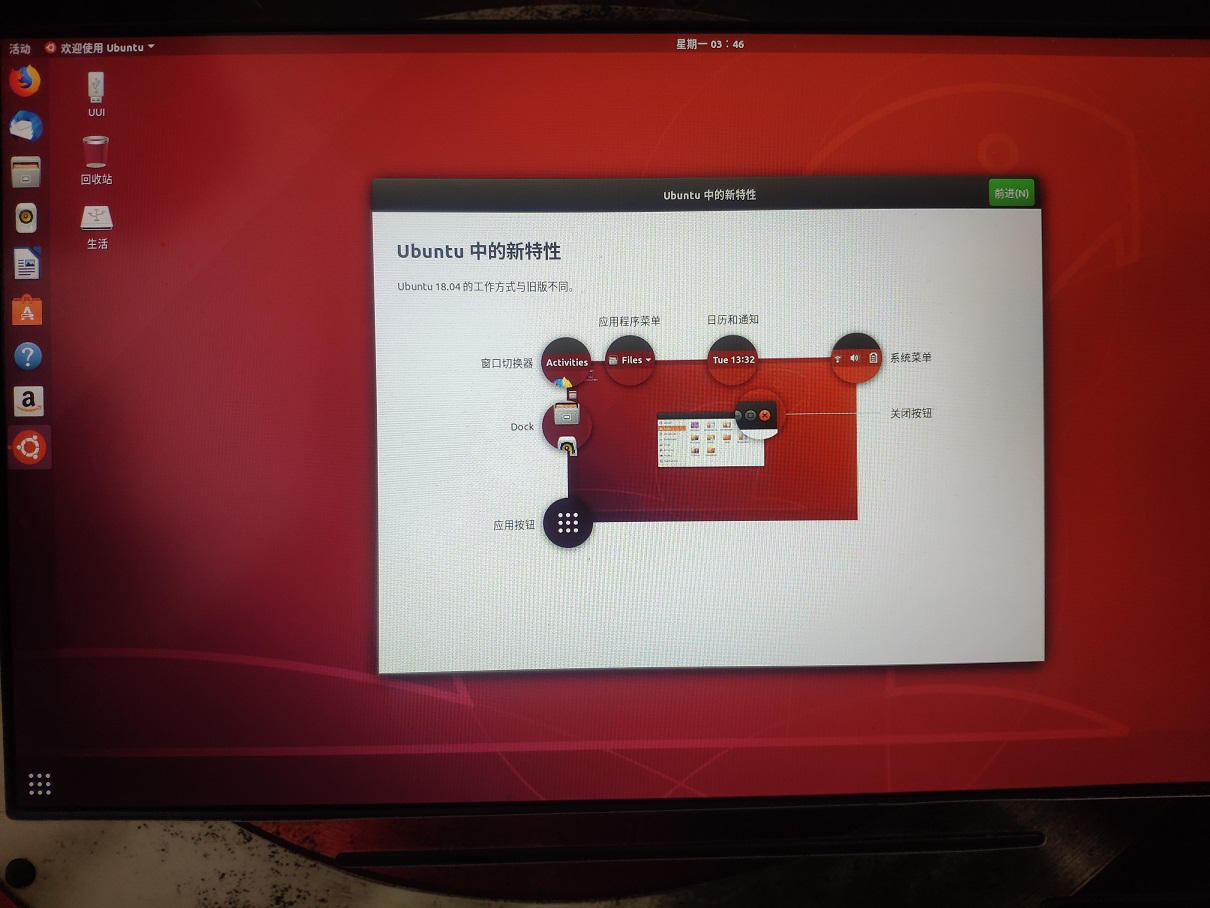 活动 欢迎使用 Ubuntu 星期一 03：46
UUI
回收站
生活
Ubuntu 中的新特性 前进(N)
Ubuntu 中的新特性
Ubuntu 18.04 的工作方式与旧版不同。
应用程序菜单 日历和通知
窗口切换器 Activities Files Tue 13:32 系统菜单
关闭按钮
Dock
应用按钮